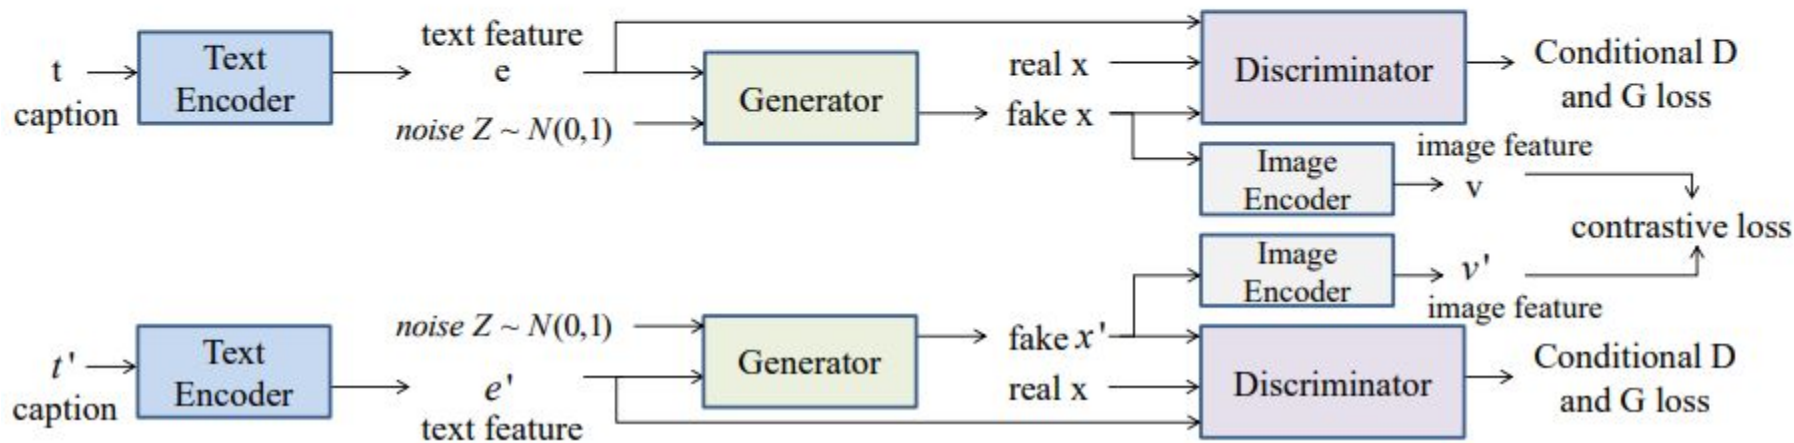 t
caption
Text
Encoder
text feature
e
noise Z ~ N(0,1)
Generator
real x
fake x
Discriminator
Conditional D
and G loss
Image
Encoder
image feature
v
contrastive loss
Image
Encoder
v'
image feature
t'
caption
Text
Encoder
noise Z ~ N(0,1)
e'
text feature
Generator
fake x'
real x
Discriminator
Conditional D
and G loss